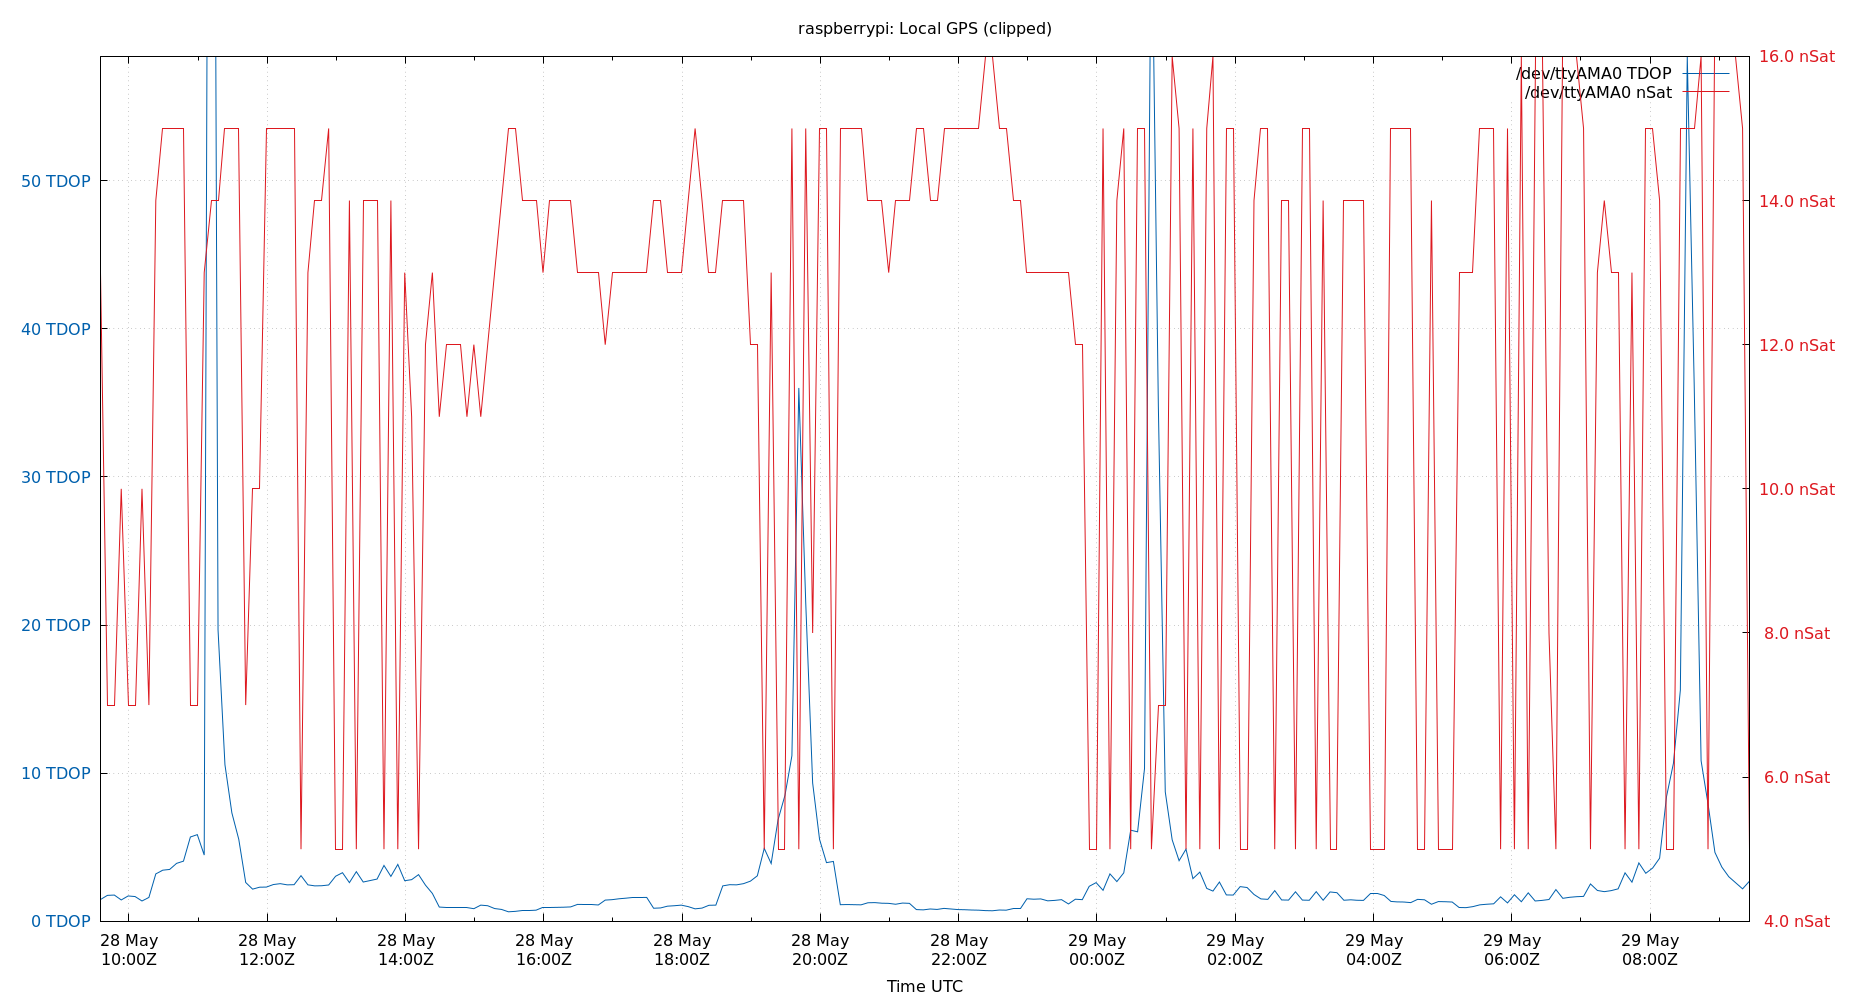 raspberrypi: Local GPS (clipped)
/dev/ttyAMA0 TDOP
/dev/ttyAMA0 nSat
50 TDOP
40 TDOP
30 TDOP
20 TDOP
10 TDOP
0 TDOP
16.0 nSat
14.0 nSat
12.0 nSat
10.0 nSat
8.0 nSat
6.0 nSat
4.0 nSat
28 May 28 May 28 May 28 May 28 May 28 May 28 May 29 May 29 May 29 May 29 May 29 May
10:00Z 12:00Z 14:00Z 16:00Z 18:00Z 20:00Z 22:00Z 00:00Z 02:00Z 04:00Z 06:00Z 08:00Z
Time UTC